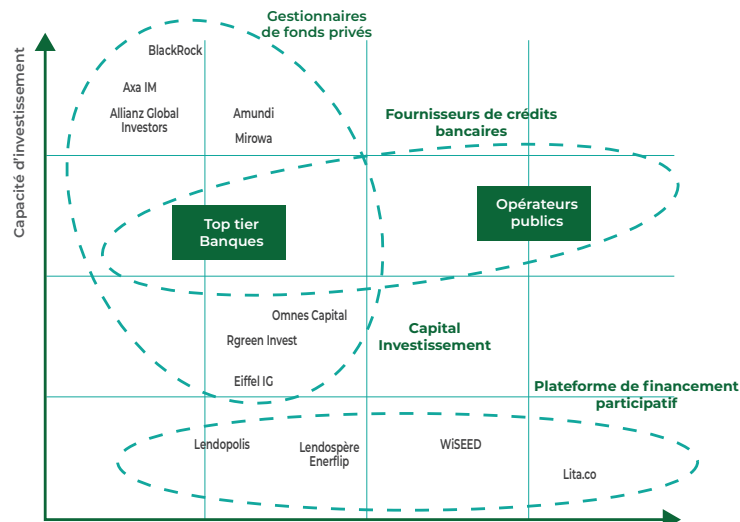 Gestionnaires
de fonds privés
BlackRock
Capacité d'investissement
Axa IM
Allianz Global
Investors
Amundi
Mirowa
Fournisseurs de crédits
bancaires
Top tier
Banques
Opérateurs
publics
Omnes Capital
Rgreen Invest
Eiffel IG
Capital
Investissement
Plateforme de financement
participatif
Lendopolis
Lendospère
Enerflip
WiSEED
Lita.co